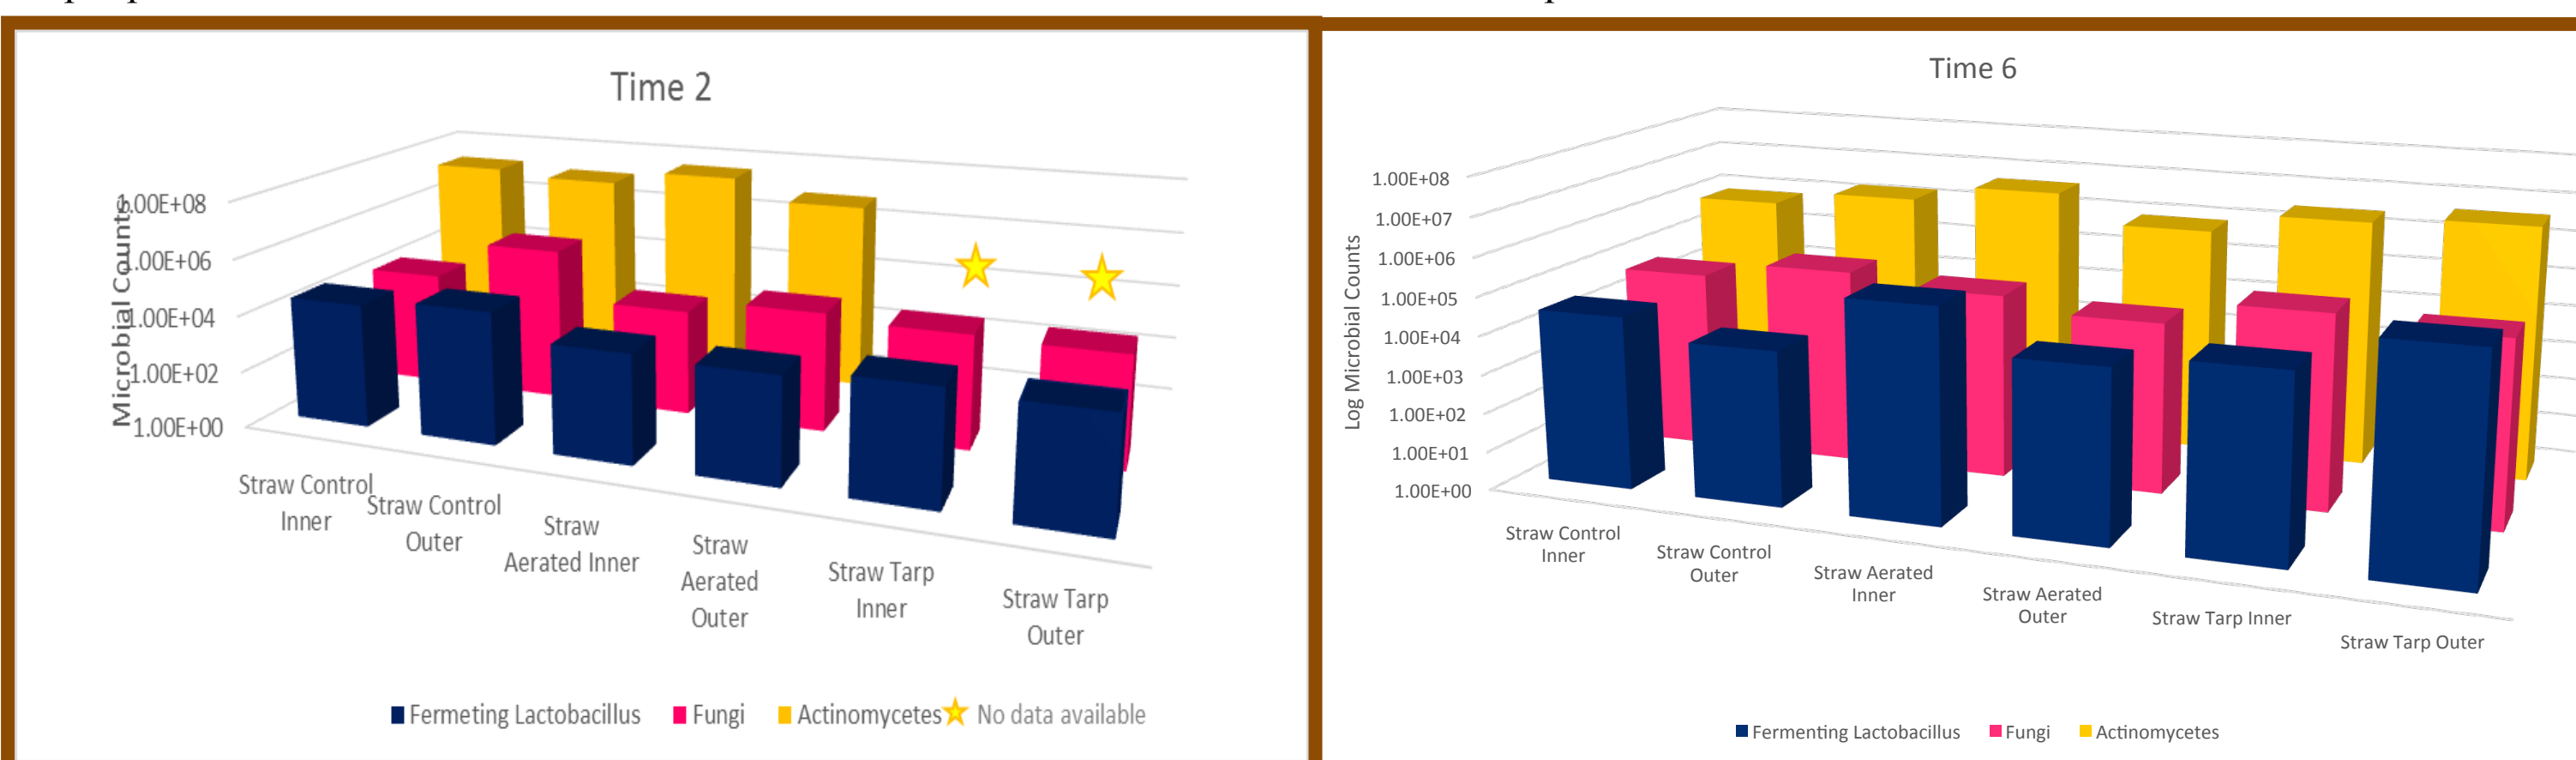 Time 2
Microbial Counts
1.00E+08
1.00E+06
1.00E+04
1.00E+02
1.00E+00
Straw Control
Inner
Straw Control
Outer
Straw
Aerated Inner
Straw
Aerated
Outer
Straw Tarp
Inner
Straw Tarp
Outer
Fermeting Lactobacillus Fungi Actinomycetes No data available
Time 6
Log Microbial Counts
1.00E+08
1.00E+07
1.00E+06
1.00E+05
1.00E+04
1.00E+03
1.00E+02
1.00E+01
1.00E+00
Straw Control
Inner
Straw Control
Outer
Straw Aerated
Inner
Straw Aerated
Outer
Straw Tarp Inner
Straw Tarp Outer
Fermenting Lactobacillus Fungi Actinomycetes